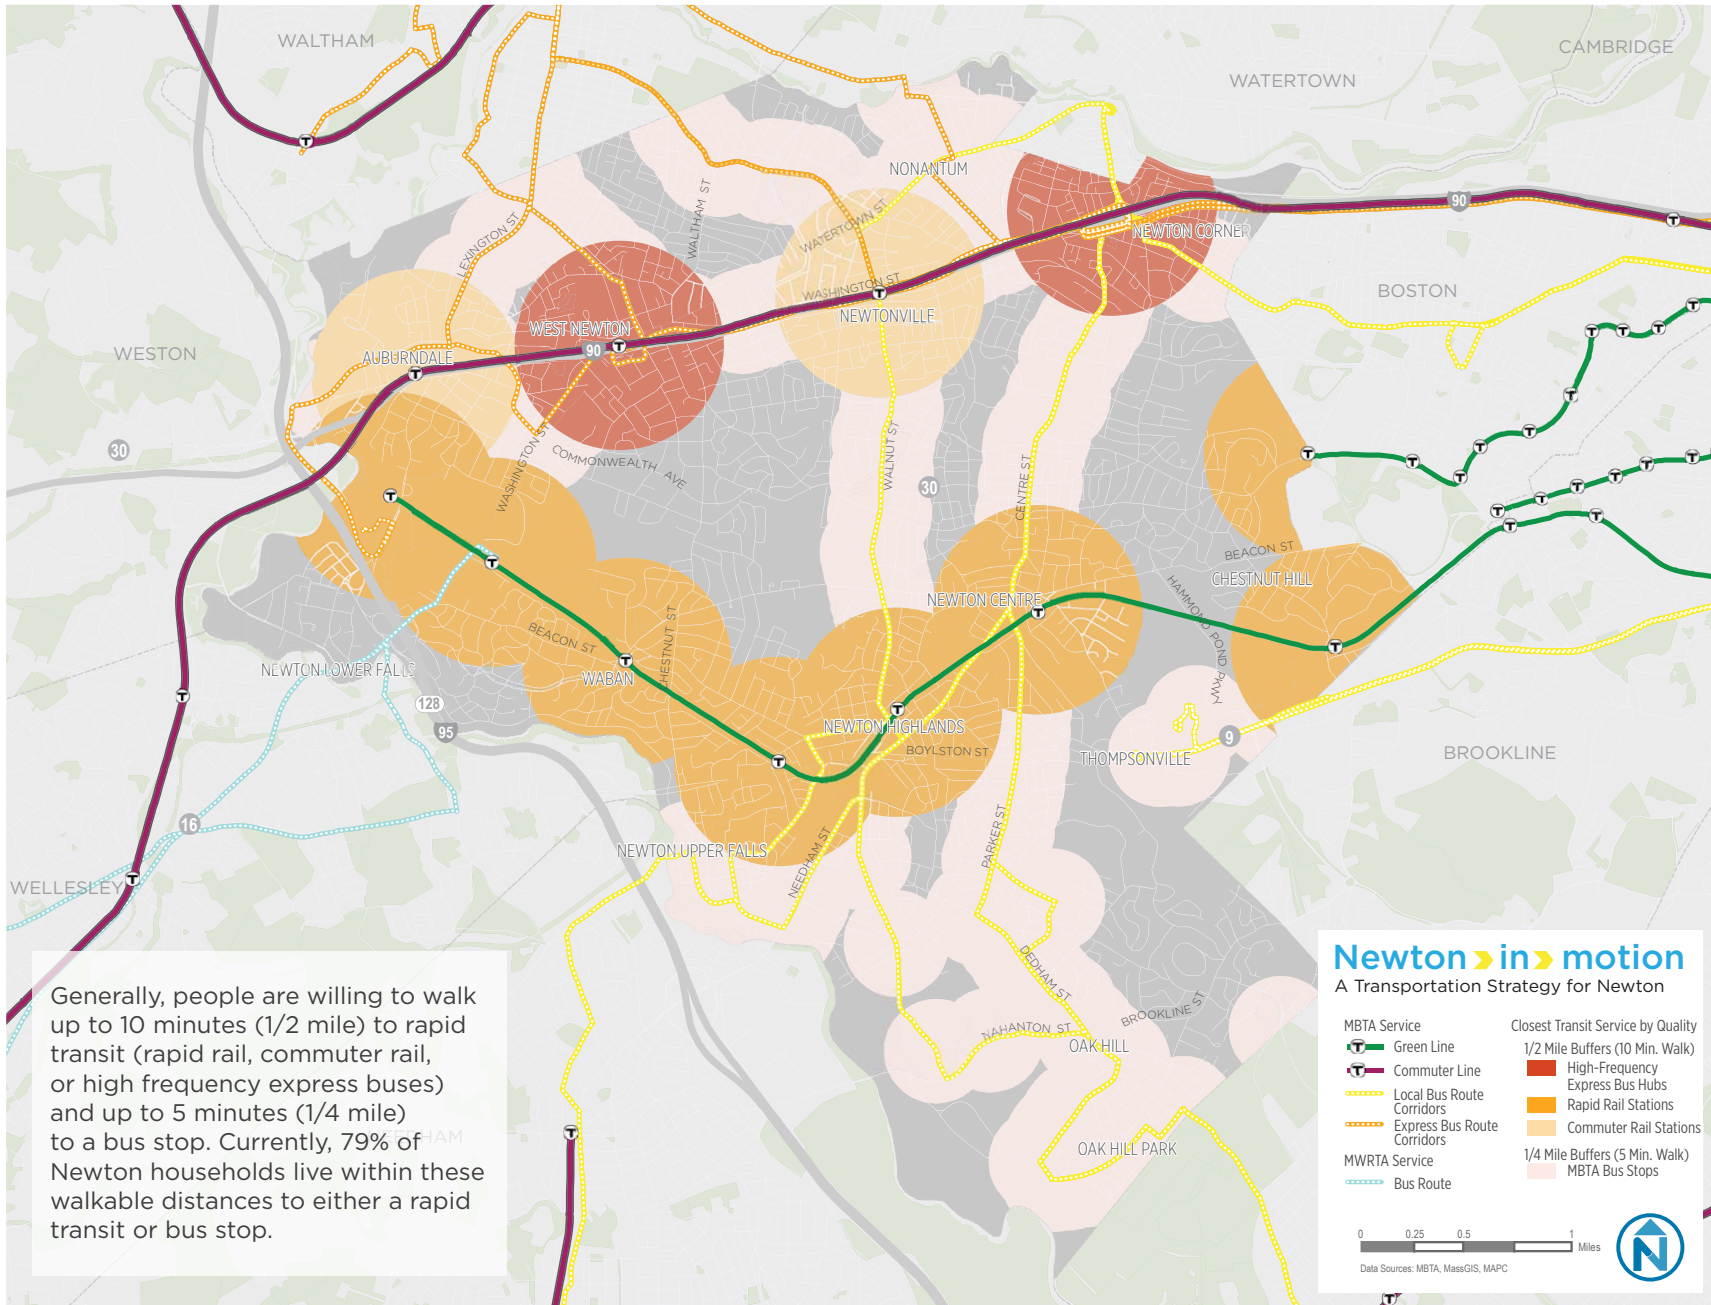 WALTHAM
CAMBRIDGE
WATERTOWN
NONANTUM
WALTHAM ST
WATERTOWN ST
LEXINGTON ST
90
NEWTON CORNER
WASHINGTON ST
BOSTON
NEWTONVILLE
WEST NEWTON
90
AUBURNDALE
WESTON
30
WASHINGTON ST
COMMONWEALTH AVE
WALNUT ST
30
CENTRE ST
BEACON ST
CHESTNUT HILL
HAMMOND POND PKWY
NEWTON CENTRE
BEACON ST
CHESTNUT ST
NEWTON LOWER FALLS
WABAN
128
95
NEWTON HIGHLANDS
BOYLSTON ST
9
THOMPSONVILLE
BROOKLINE
16
NEEDHAM ST
PARKER ST
NEWTON UPPER FALLS
WELLESLEY
DEDHAM ST
BROOKLINE ST
NAHANTON ST
OAK HILL
OAK HILL PARK
NEEDHAM
Generally, people are willing to walk
up to 10 minutes (1/2 mile) to rapid
transit (rapid rail, commuter rail,
or high frequency express buses)
and up to 5 minutes (1/4 mile)
to a bus stop. Currently, 79% of
Newton households live within these
walkable distances to either a rapid
transit or bus stop.
Newton in motion
A Transportation Strategy for Newton
MBTA Service
T Green Line
T Commuter Line
Local Bus Route
Corridors
Express Bus Route
Corridors
MWRTA Service
Bus Route
Closest Transit Service by Quality
1/2 Mile Buffers (10 Min. Walk)
High-Frequency
Express Bus Hubs
Rapid Rail Stations
Commuter Rail Stations
1/4 Mile Buffers (5 Min. Walk)
MBTA Bus Stops
0 0.25 0.5 1
Miles
Data Sources: MBTA, MassGIS, MAPC
N